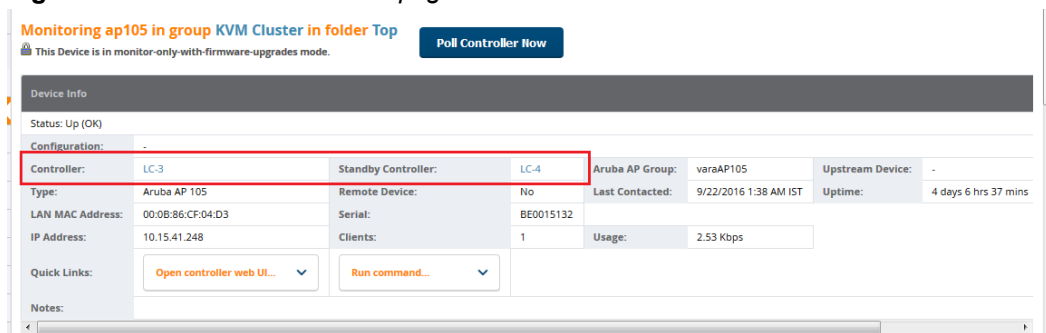 Monitoring ap105 in group KVM Cluster in folder Top
This Device is in monitor-only-with-firmware-upgrades mode.
Poll Controller Now
Device Info
Status: Up (OK)
Configuration: -
Controller: LC-3 Standby Controller: LC-4 Aruba AP Group: varaAP105 Upstream Device: -
Type: Aruba AP 105 Remote Device: No Last Contacted: 9/22/2016 1:38 AM IST Uptime: 4 days 6 hrs 37 mins
LAN MAC Address: 00:0B:86:CF:04:D3 Serial: BE0015132
IP Address: 10.15.41.248 Clients: 1 Usage: 2.53 Kbps
Quick Links: Open controller web UI... Run command...
Notes: